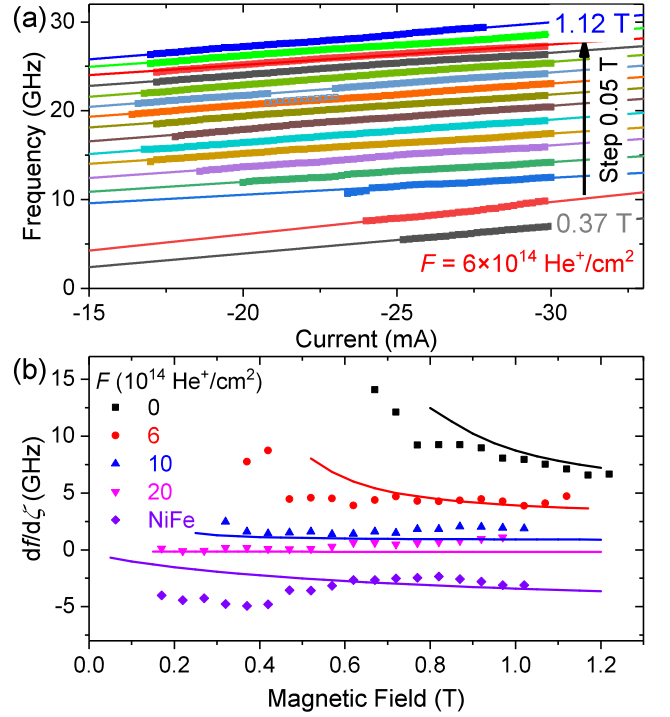 (a)
30
20
10
0
Frequency (GHz)
1.12 T
Step 0.05 T
0.37 T
F = 6×10¹⁴ He⁺/cm²
-15 -20 -25 -30
Current (mA)
(b)
15
10
5
0
-5
df/dζ (GHz)
F (10¹⁴ He⁺/cm²)
0
6
10
20
NiFe
0.0 0.2 0.4 0.6 0.8 1.0 1.2
Magnetic Field (T)